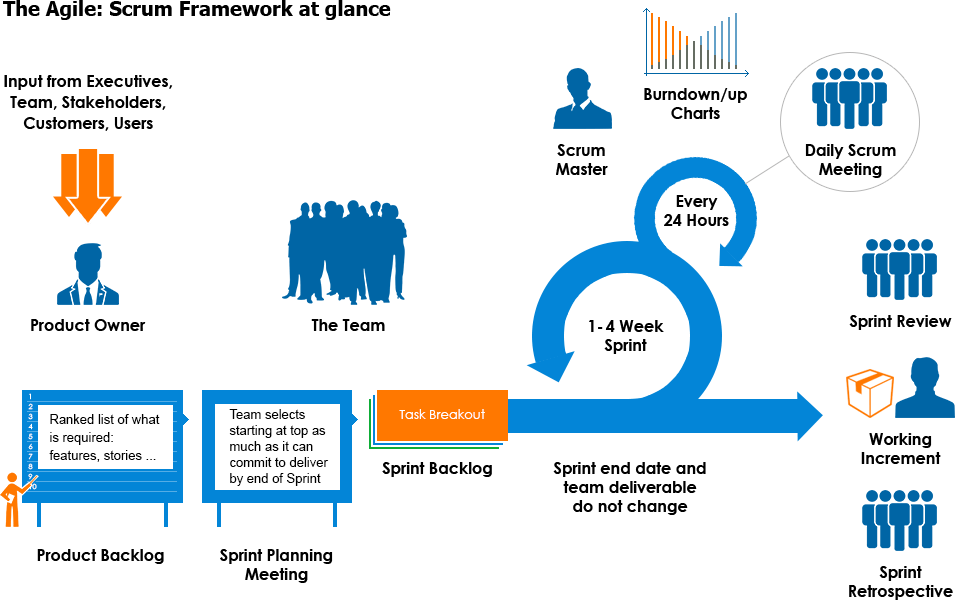 The Agile: Scrum Framework at glance
Input from Executives,
Team, Stakeholders,
Customers, Users
Product Owner
The Team
Scrum
Master
Burndown/up
Charts
Daily Scrum
Meeting
Every
24 Hours
1- 4 Week
Sprint
Sprint Review
Working
Increment
Sprint
Retrospective
1
2
3
4
5
6
7
8
9
10
Ranked list of what
is required:
features, stories ...
Product Backlog
Team selects
starting at top as
much as it can
commit to deliver
by end of Sprint
Sprint Planning
Meeting
Task Breakout
Sprint Backlog
Sprint end date and
team deliverable
do not change